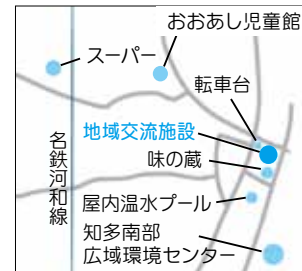 おおあし児童館
スーパー
転車台
地域交流施設
味の蔵
名鉄河和線
屋内温水プール
知多南部
広域環境センター